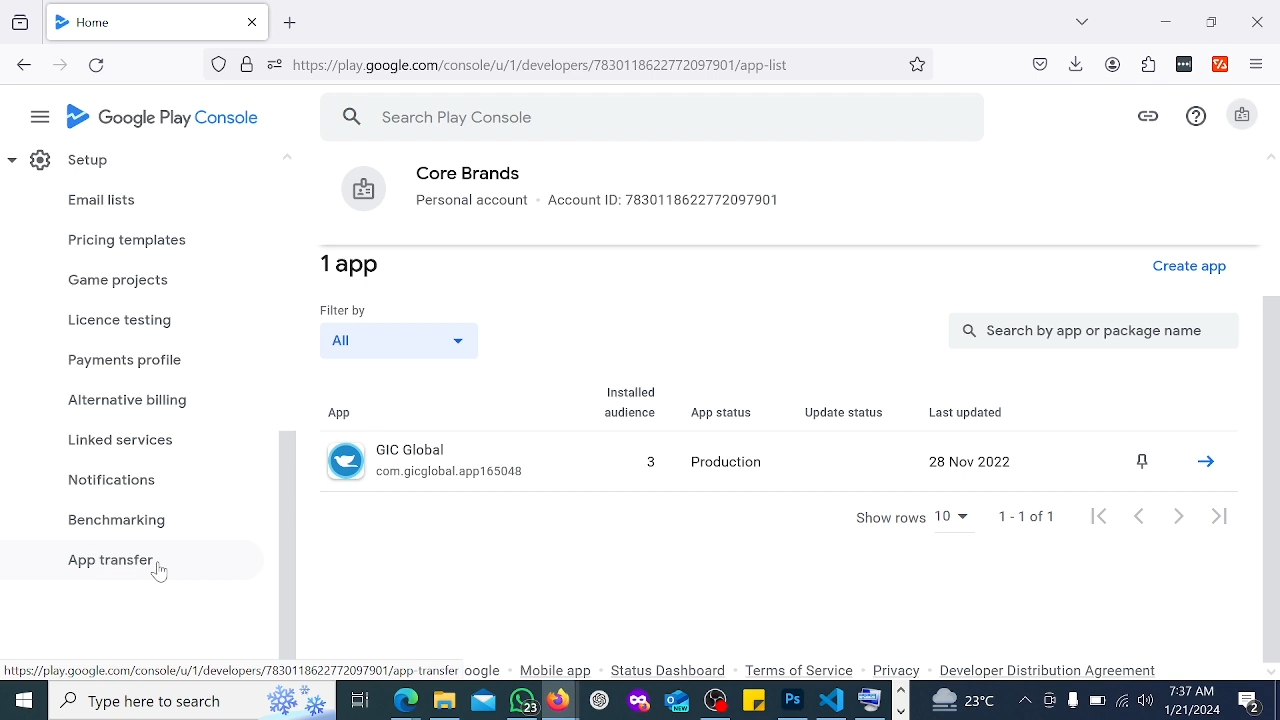 Home
https://play.google.com/console/u/1/developers/7830118622772097901/app-list
Google Play Console
Search Play Console
Setup
Email lists
Pricing templates
Game projects
Licence testing
Payments profile
Alternative billing
Linked services
Notifications
Benchmarking
App transfer
Core Brands
Personal account • Account ID: 7830118622772097901
1 app
Create app
Filter by
All
Search by app or package name
App
Installed audience
App status
Update status
Last updated
GIC Global
com.gicglobal.app165048
3
Production
28 Nov 2022
Show rows 10
1 - 1 of 1
https://play.google.com/console/u/1/developers/7830118622772097901/app-transfer
oogle • Mobile app • Status Dashboard • Terms of Service • Privacy • Developer Distribution Agreement
Type here to search
23
NEW
23°C
7:37 AM
1/21/2024
2